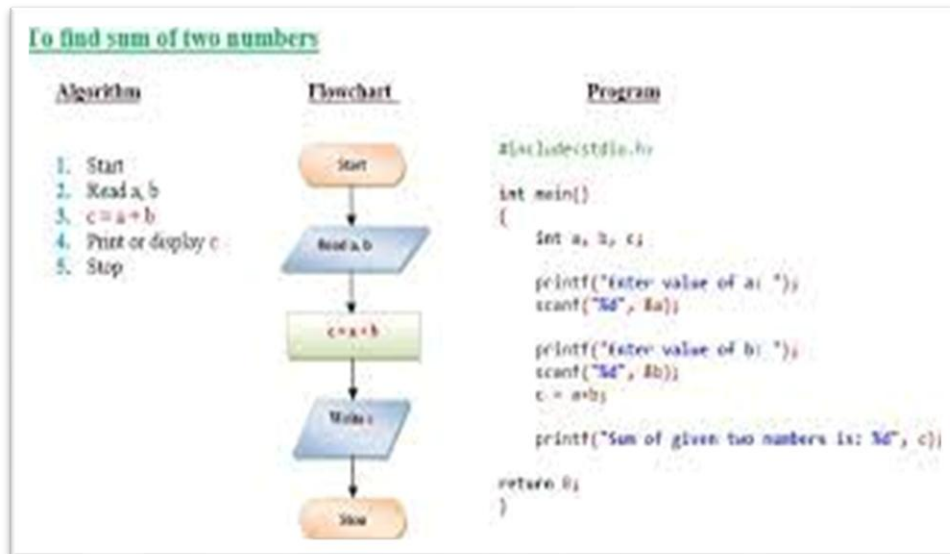 To find sum of two numbers
Algorithm
1. Start
2. Read a, b
3. c = a + b
4. Print or display c
5. Stop
Flowchart
Start
Read a, b
c = a + b
Write c
Stop
Program
#include<stdio.h>
int main()
{
int a, b, c;
printf("Enter value of a: ");
scanf("%d", &a);
printf("Enter value of b: ");
scanf("%d", &b);
c = a+b;
printf("Sum of given two numbers is: %d", c);
return 0;
}